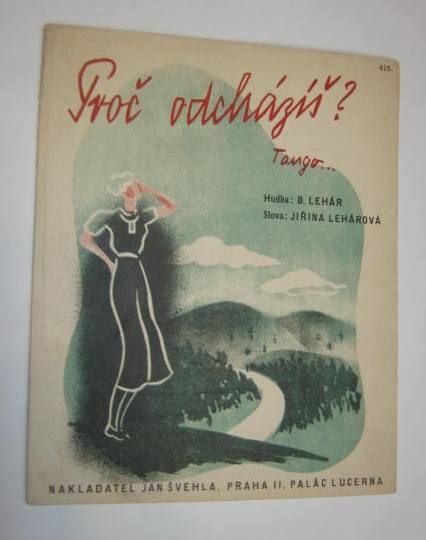 415.
Proč odcházíš?
Tango...
Hudba: B. LEHÁR
Slova: JIŘINA LEHÁROVÁ
NAKLADATEL JAN ŠVEHLA, PRAHA II, PALÁC LUCERNA